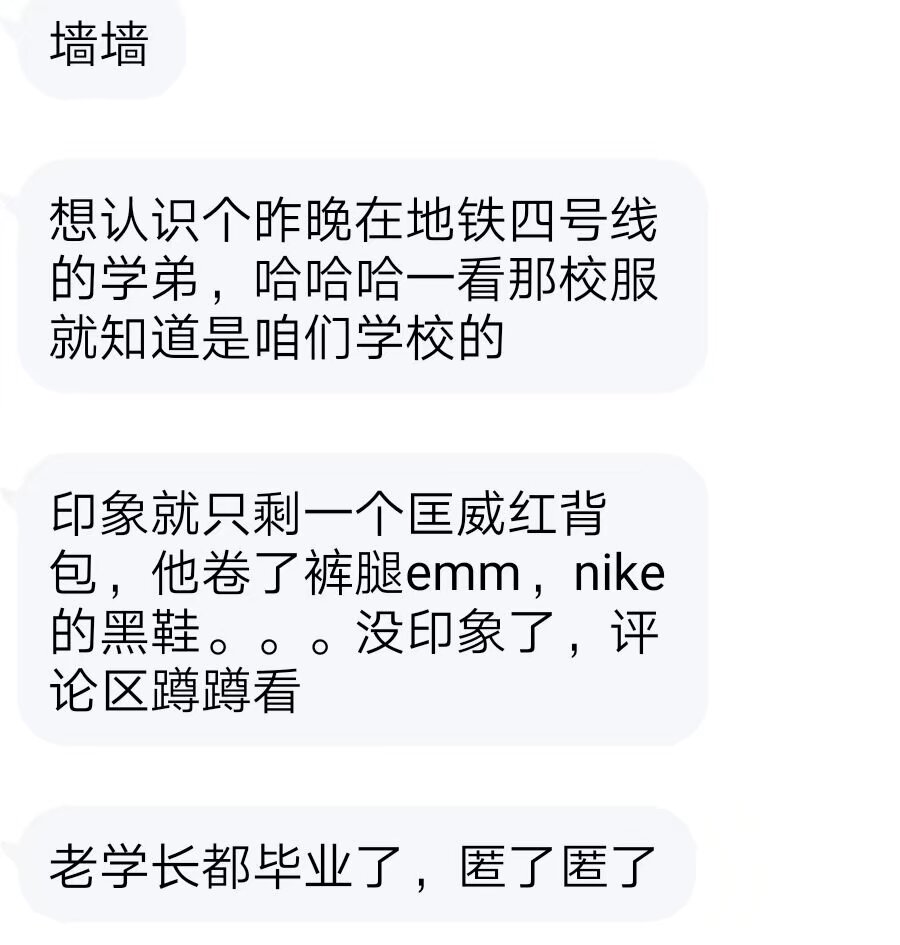 墙墙
想认识个昨晚在地铁四号线
的学弟，哈哈哈一看那校服
就知道是咱们学校的
印象就只剩一个匡威红背
包，他卷了裤腿emm，nike
的黑鞋。。。没印象了，评
论区蹲蹲看
老学长都毕业了，匿了匿了